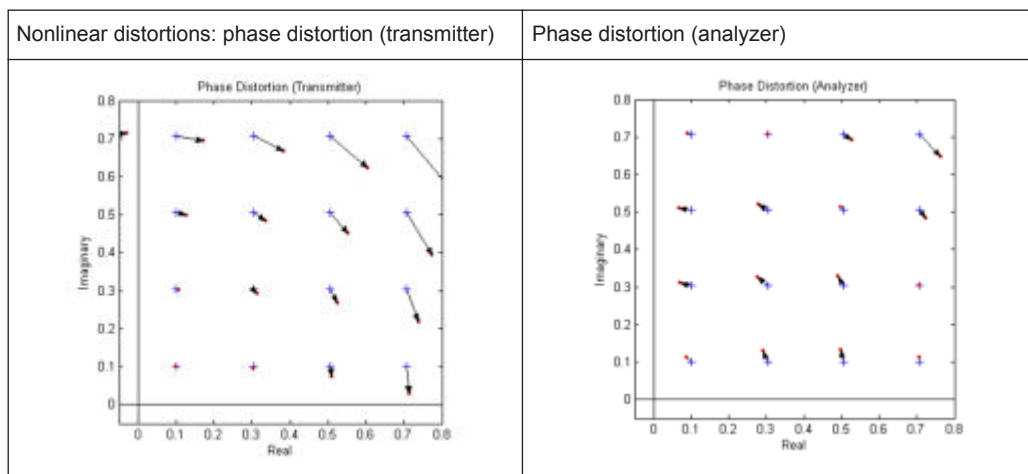 Nonlinear distortions: phase distortion (transmitter)
Phase distortion (analyzer)
Phase Distortion (Transmitter)
0.8
0.7
0.6
0.5
0.4
0.3
0.2
0.1
0
Imaginary
0 0.1 0.2 0.3 0.4 0.5 0.6 0.7 0.8
Real
Phase Distortion (Analyzer)
0.8
0.7
0.6
0.5
0.4
0.3
0.2
0.1
0
Imaginary
0 0.1 0.2 0.3 0.4 0.5 0.6 0.7 0.8
Real